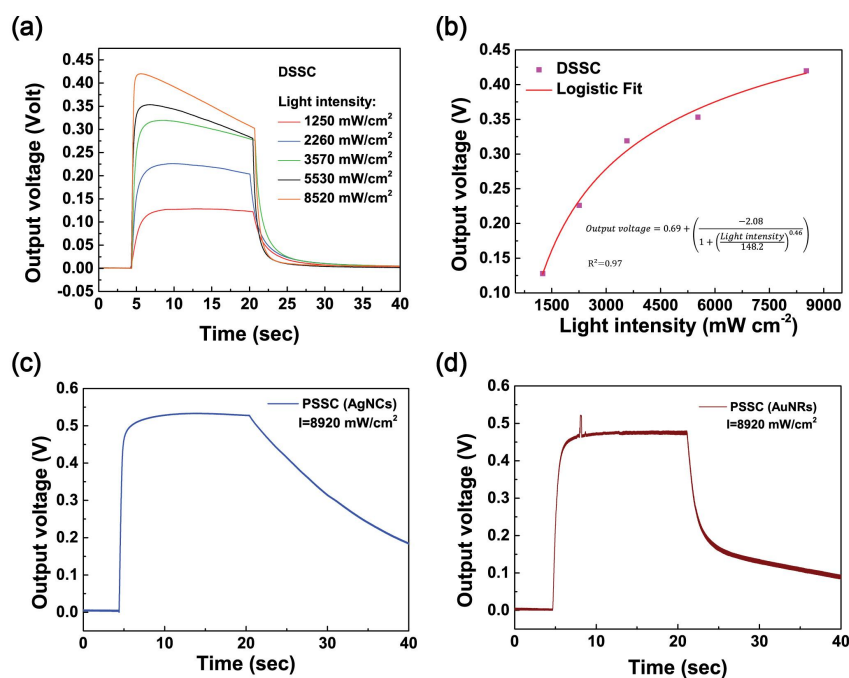 (a)
DSSC
Light intensity:
1250 mW/cm²
2260 mW/cm²
3570 mW/cm²
5530 mW/cm²
8520 mW/cm²
Output voltage (Volt)
0.45
0.40
0.35
0.30
0.25
0.20
0.15
0.10
0.05
0.00
-0.05
0 5 10 15 20 25 30 35 40
Time (sec)
(b)
DSSC
Logistic Fit
Output voltage = 0.69 + (−2.08 / (1 + (Light intensity / 148.2)^0.46))
R²=0.97
Output voltage (V)
0.45
0.40
0.35
0.30
0.25
0.20
0.15
0.10
1500 3000 4500 6000 7500 9000
Light intensity (mW cm⁻²)
(c)
PSSC (AgNCs)
I=8920 mW/cm²
Output voltage (V)
0.6
0.5
0.4
0.3
0.2
0.1
0.0
0 10 20 30 40
Time (sec)
(d)
PSSC (AuNRs)
I=8920 mW/cm²
Output voltage (V)
0.6
0.5
0.4
0.3
0.2
0.1
0.0
0 10 20 30 40
Time (sec)